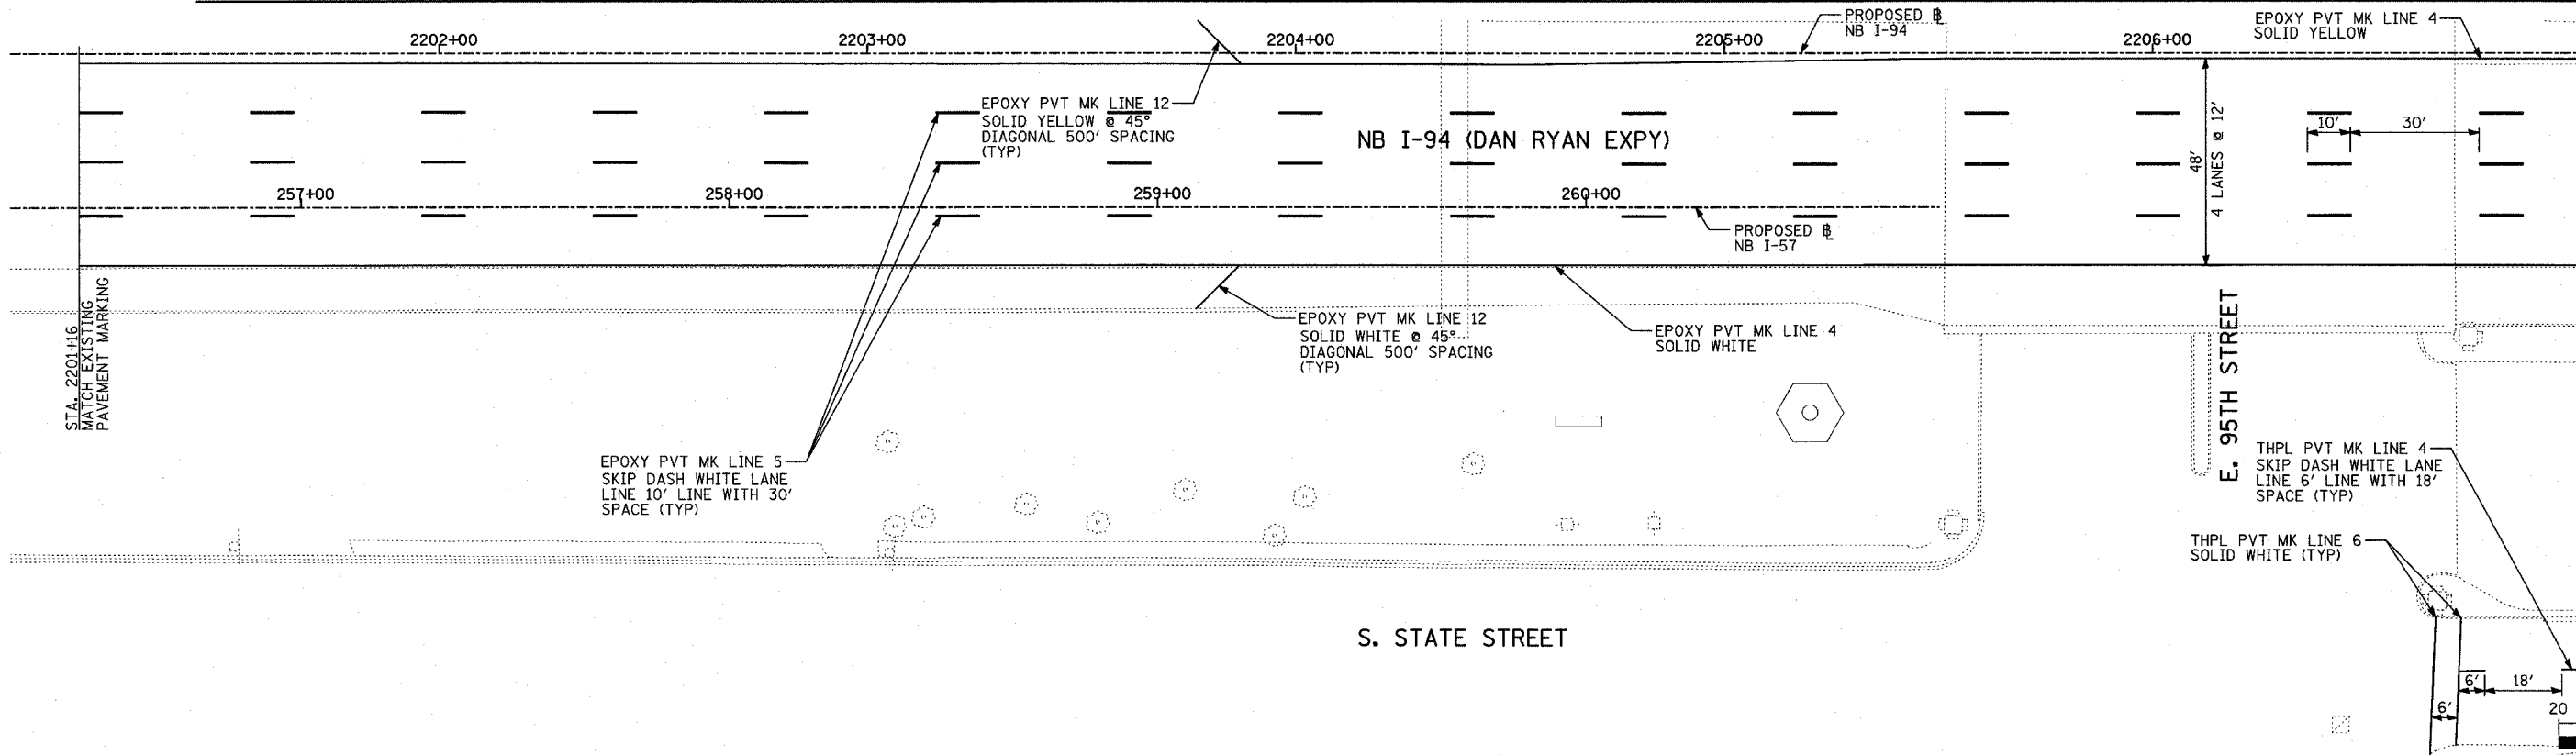 PROPOSED B
NB I-94
EPOXY PVT MK LINE 4
SOLID YELLOW
2202+00
2203+00
2204+00
2205+00
2206+00
EPOXY PVT MK LINE 12
SOLID YELLOW @ 45°
DIAGONAL 500' SPACING
(TYP)
NB I-94 (DAN RYAN EXPY)
10'
30'
48'
4 LANES @ 12'
257+00
258+00
259+00
260+00
PROPOSED B
NB I-57
STA. 2201+16
MATCH EXISTING
PAVEMENT MARKING
EPOXY PVT MK LINE 12
SOLID WHITE @ 45°
DIAGONAL 500' SPACING
(TYP)
EPOXY PVT MK LINE 4
SOLID WHITE
E. 95TH STREET
EPOXY PVT MK LINE 5
SKIP DASH WHITE LANE
LINE 10' LINE WITH 30'
SPACE (TYP)
THPL PVT MK LINE 4
SKIP DASH WHITE LANE
LINE 6' LINE WITH 18'
SPACE (TYP)
THPL PVT MK LINE 6
SOLID WHITE (TYP)
S. STATE STREET
6'
18'
6'
20